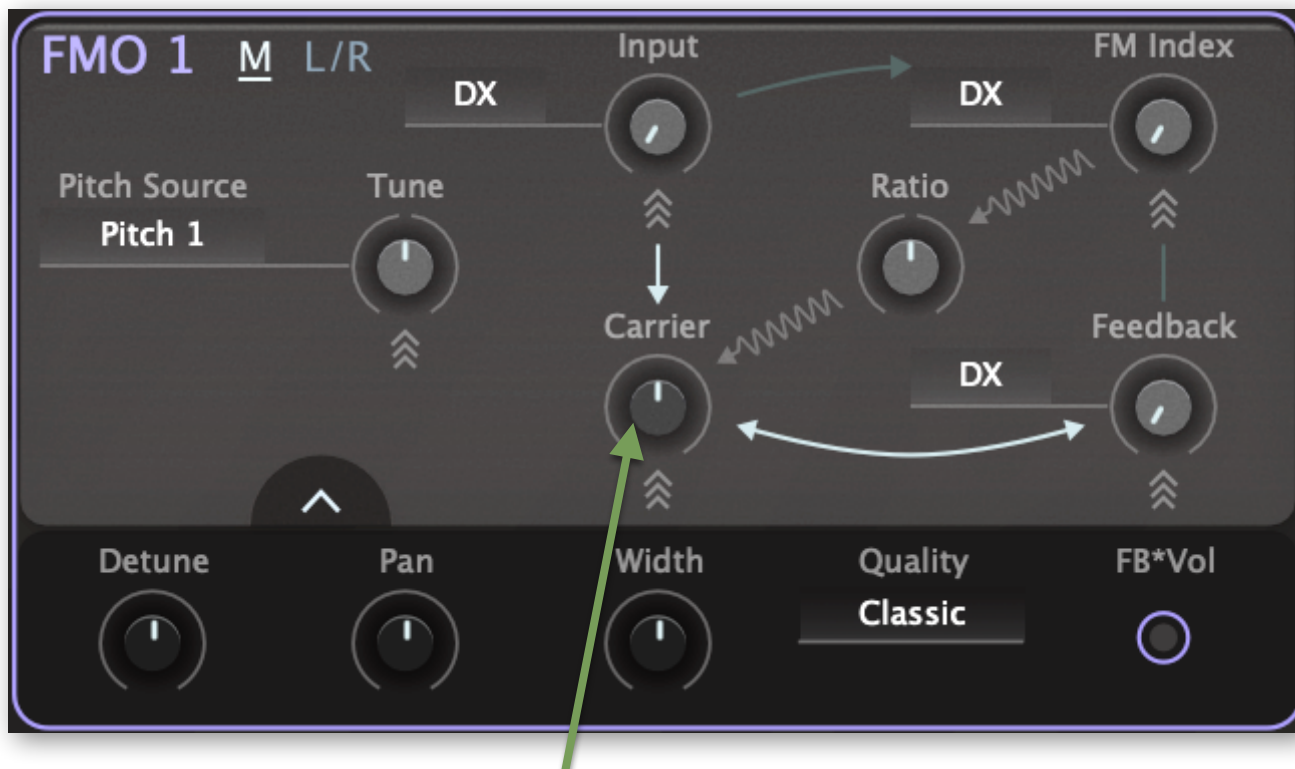 FMO 1 M L/R
Input
FM Index
DX
DX
Pitch Source
Tune
Ratio
Pitch 1
Carrier
Feedback
DX
Detune
Pan
Width
Quality
FB*Vol
Classic